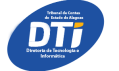 Tribunal de Contas
do Estado de Alagoas
DTI
Diretoria de Tecnologia e
Informática